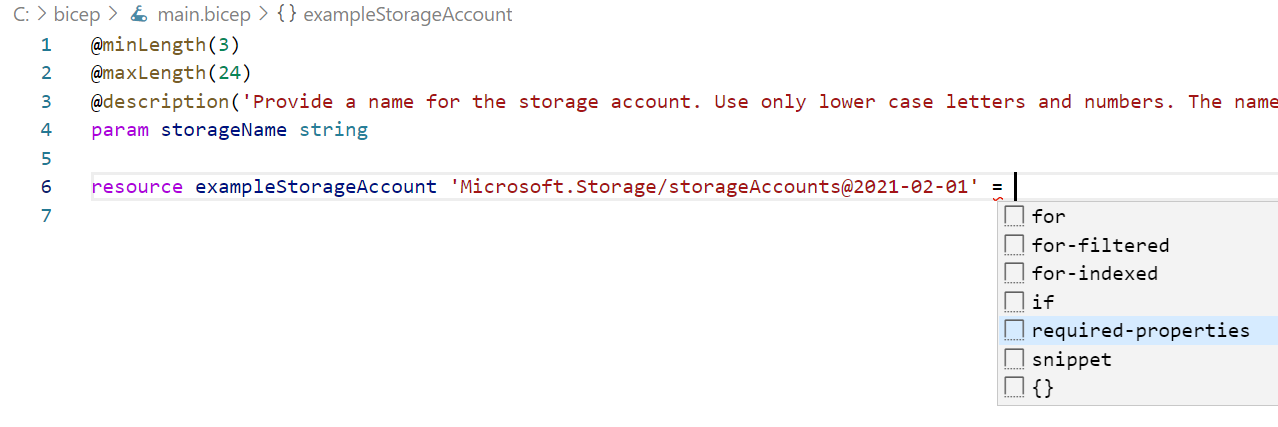 C: > bicep > main.bicep > {} exampleStorageAccount
1 @minLength(3)
2 @maxLength(24)
3 @description('Provide a name for the storage account. Use only lower case letters and numbers. The name
4 param storageName string
5
6 resource exampleStorageAccount 'Microsoft.Storage/storageAccounts@2021-02-01' =
7
for
for-filtered
for-indexed
if
required-properties
snippet
{}